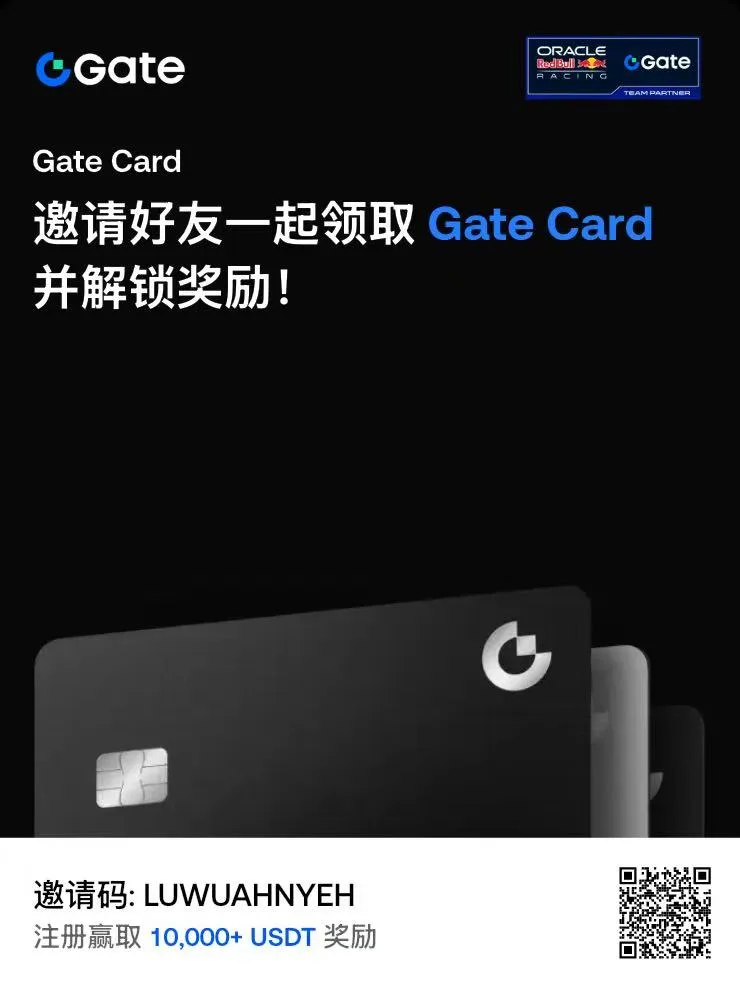 Gate
ORACLE
Red Bull
RACING
Gate
TEAM PARTNER
Gate Card
邀请好友一起领取 Gate Card
并解锁奖励!
邀请码: LUWUAHNYEH
注册赢取 10,000+ USDT 奖励